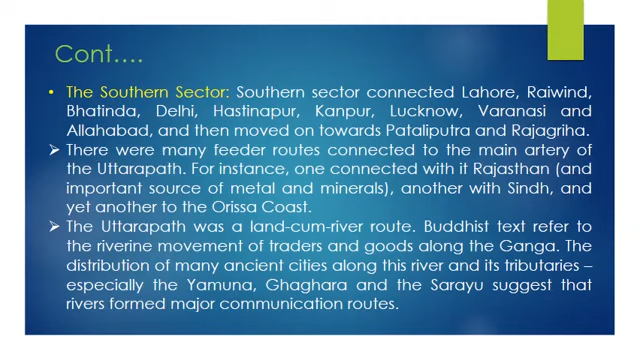 Cont….
• The Southern Sector: Southern sector connected Lahore, Raiwind,
Bhatinda, Delhi, Hastinapur, Kanpur, Lucknow, Varanasi and
Allahabad, and then moved on towards Pataliputra and Rajagriha.
➢ There were many feeder routes connected to the main artery of
the Uttarapath. For instance, one connected with it Rajasthan (and
important source of metal and minerals), another with Sindh, and
yet another to the Orissa Coast.
➢ The Uttarapath was a land-cum-river route. Buddhist text refer to
the riverine movement of traders and goods along the Ganga. The
distribution of many ancient cities along this river and its tributaries –
especially the Yamuna, Ghaghara and the Sarayu suggest that
rivers formed major communication routes.